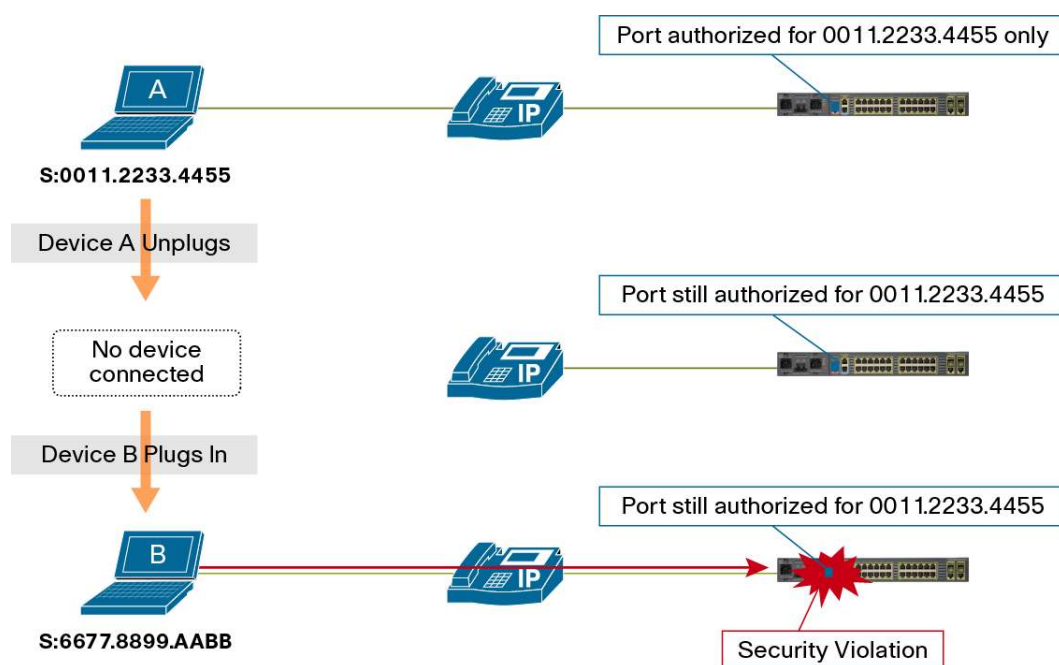 Port authorized for 0011.2233.4455 only
A
IP
S:0011.2233.4455
Device A Unplugs
Port still authorized for 0011.2233.4455
No device
connected
IP
Device B Plugs In
Port still authorized for 0011.2233.4455
B
IP
S:6677.8899.AABB
Security Violation